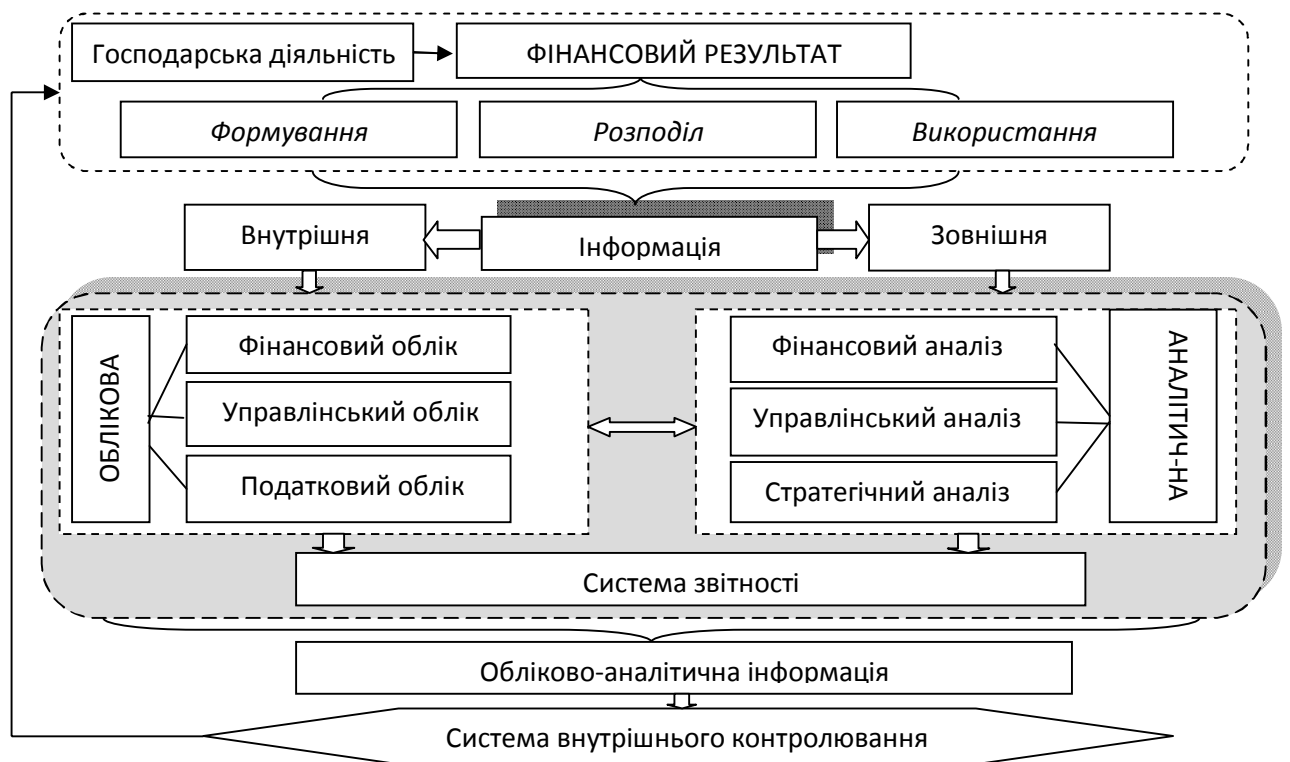 Господарська діяльність
ФІНАНСОВИЙ РЕЗУЛЬТАТ
Формування
Розподіл
Використання
Внутрішня
Інформація
Зовнішня
ОБЛІКОВА
Фінансовий облік
Управлінський облік
Податковий облік
Фінансовий аналіз
Управлінський аналіз
Стратегічний аналіз
АНАЛІТИЧ-НА
Система звітності
Обліково-аналітична інформація
Система внутрішнього контролювання